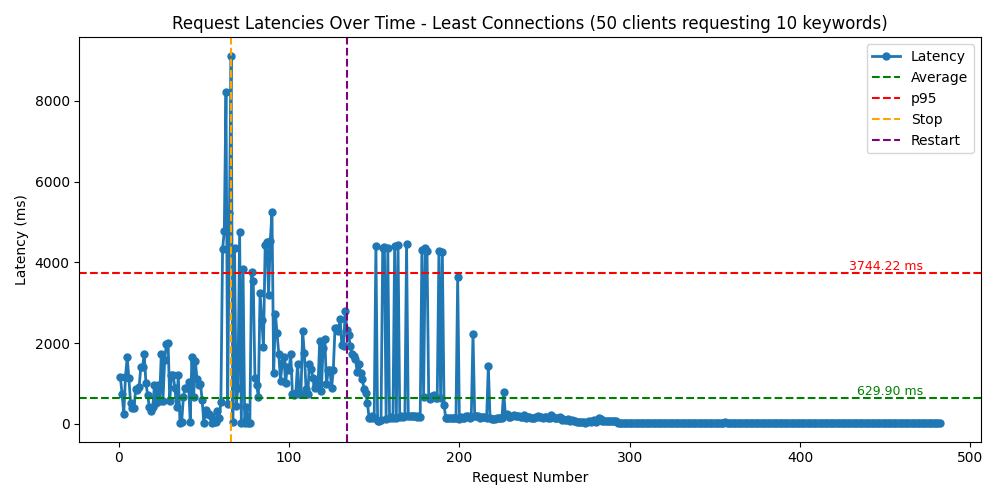 Request Latencies Over Time - Least Connections (50 clients requesting 10 keywords)
Latency (ms)
8000
6000
4000
2000
0
Latency
Average
p95
Stop
Restart
3744.22 ms
629.90 ms
0 100 200 300 400 500
Request Number